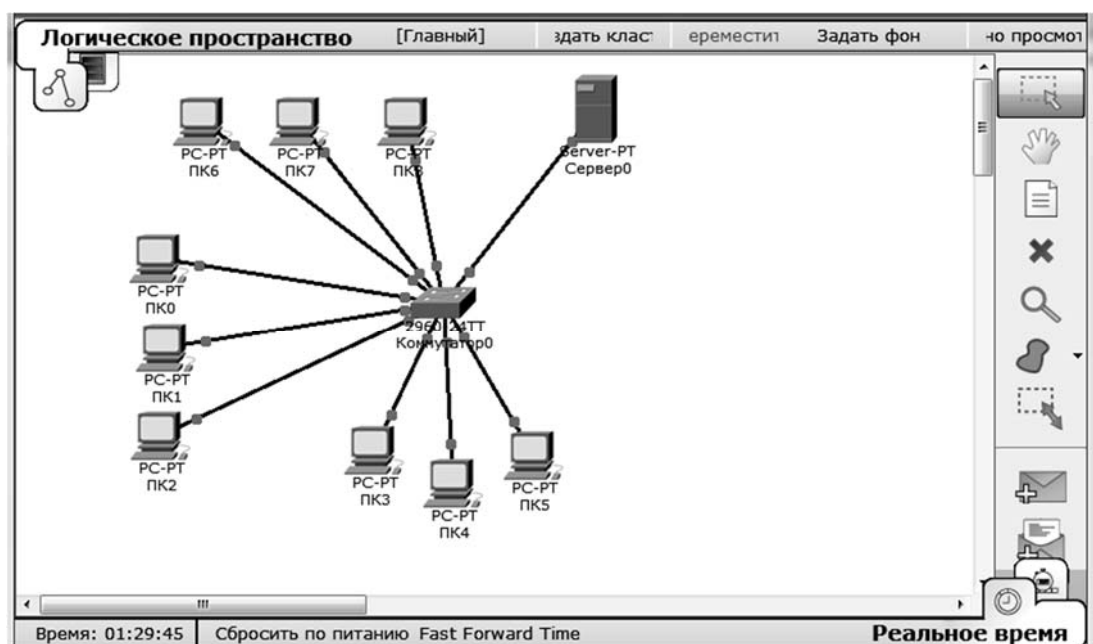 Логическое пространство [Главный] здать клас ереместит Задать фон но просмот
PC-PT
ПК6
PC-PT
ПК7
PC-PT
ПК8
Server-PT
Сервер0
PC-PT
ПК0
2960-24TT
Коммутатор0
PC-PT
ПК1
PC-PT
ПК2
PC-PT
ПК3
PC-PT
ПК4
PC-PT
ПК5
Время: 01:29:45 Сбросить по питанию Fast Forward Time Реальное время